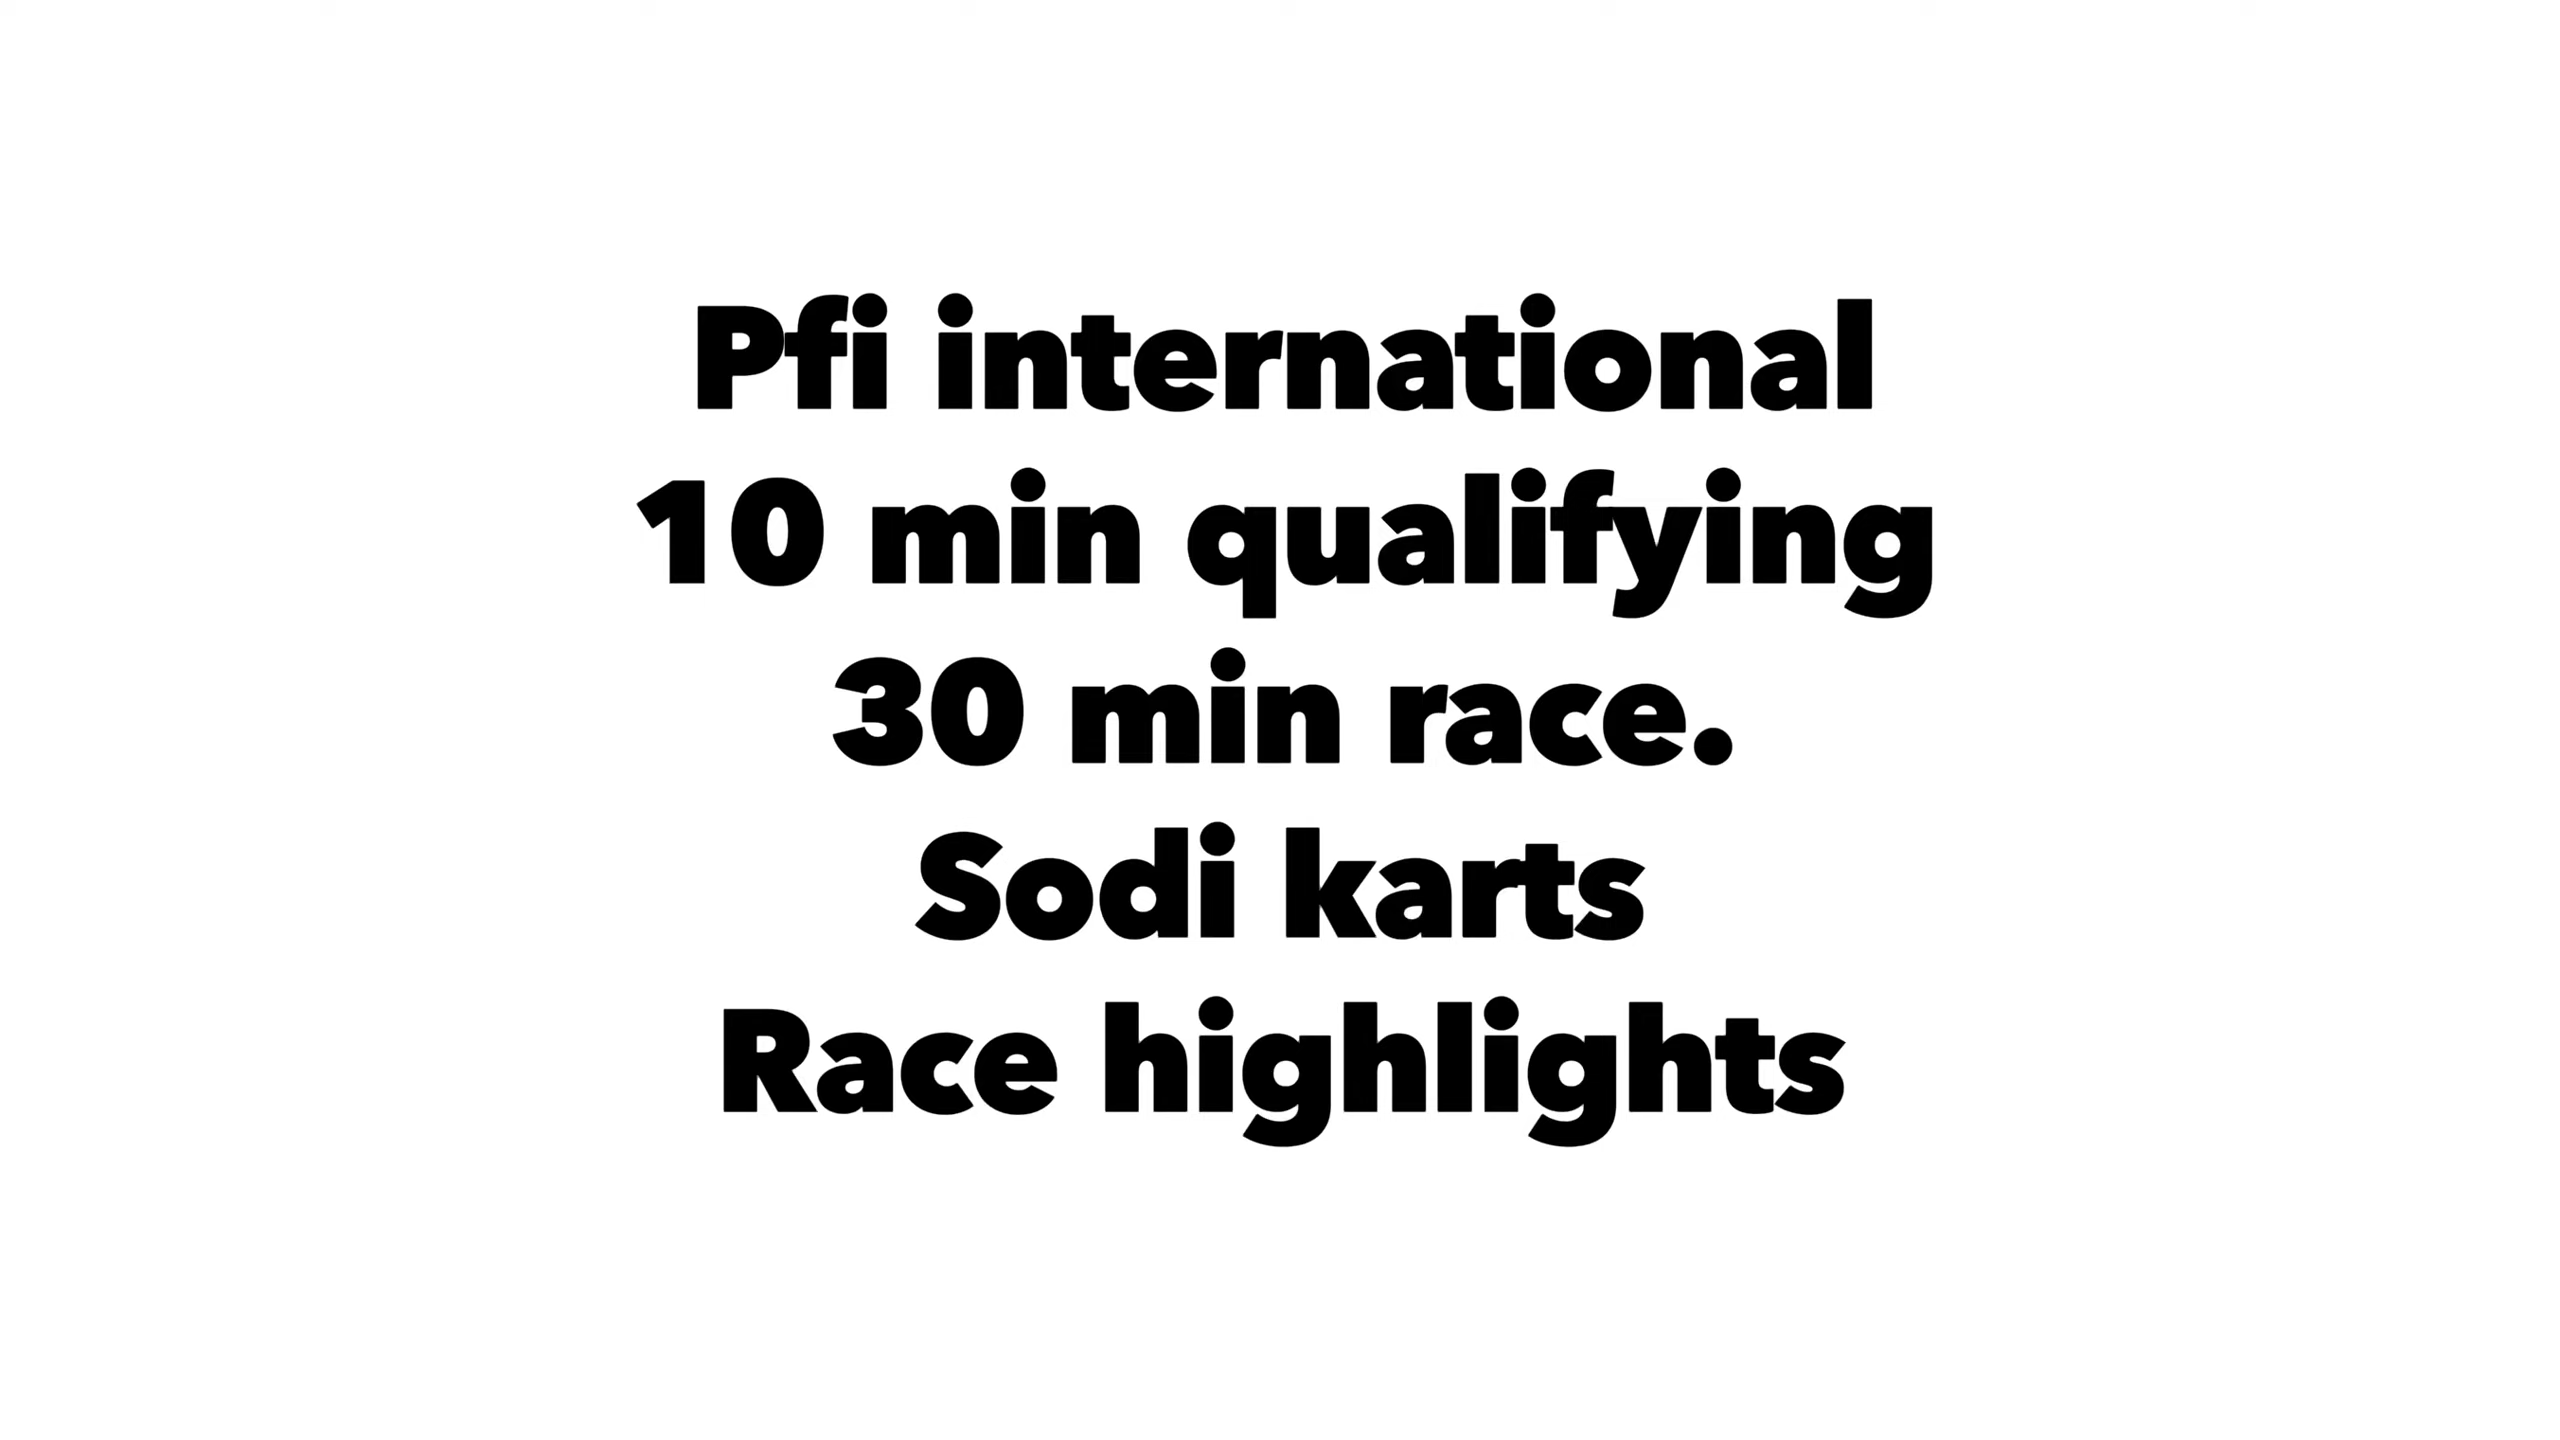 Pfi international
10 min qualifying
30 min race.
Sodi karts
Race highlights